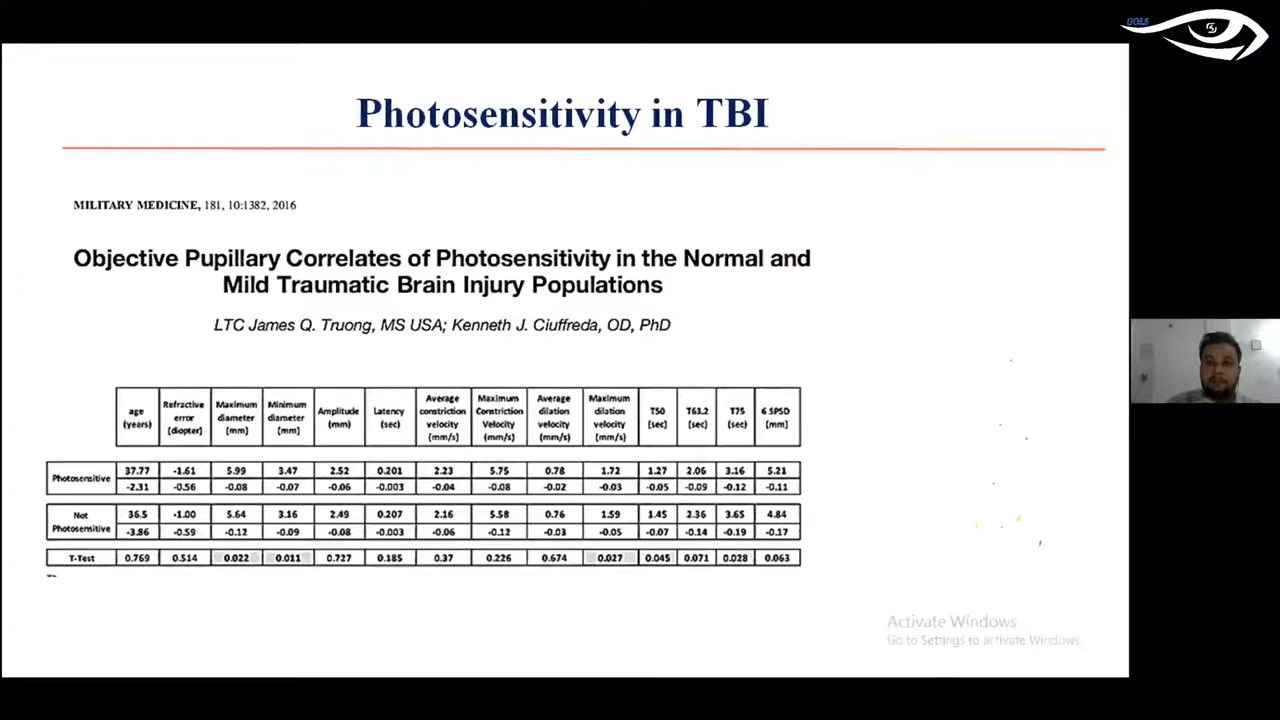 GOLS
Photosensitivity in TBI
MILITARY MEDICINE, 181, 10:1382, 2016
Objective Pupillary Correlates of Photosensitivity in the Normal and
Mild Traumatic Brain Injury Populations
LTC James Q. Truong, MS USA; Kenneth J. Ciuffreda, OD, PhD
age (years) Refractive error (diopter) Maximum diameter (mm) Minimum diameter (mm) Amplitude (mm) Latency (sec) Average constriction velocity (mm/s) Maximum Constriction Velocity (mm/s) Average dilation velocity (mm/s) Maximum dilation velocity (mm/s) T50 (sec) T63.2 (sec) T75 (sec) 6 SPSD (mm)
Photosensitive 37.77 -1.61 5.99 3.47 2.52 0.201 2.23 5.75 0.78 1.72 1.27 2.06 3.16 5.21
-2.31 -0.56 -0.08 -0.07 -0.06 -0.003 -0.04 -0.08 -0.02 -0.03 -0.05 -0.09 -0.12 -0.11
Not Photosensitive 36.5 -1.00 5.64 3.16 2.49 0.207 2.16 5.58 0.76 1.59 1.45 2.36 3.65 4.84
-3.86 -0.59 -0.12 -0.09 -0.08 -0.003 -0.06 -0.12 -0.03 -0.05 -0.07 -0.14 -0.19 -0.17
T-Test 0.769 0.514 0.022 0.011 0.727 0.185 0.37 0.226 0.674 0.027 0.045 0.071 0.028 0.063
Activate Windows
Go to Settings to activate Windows.